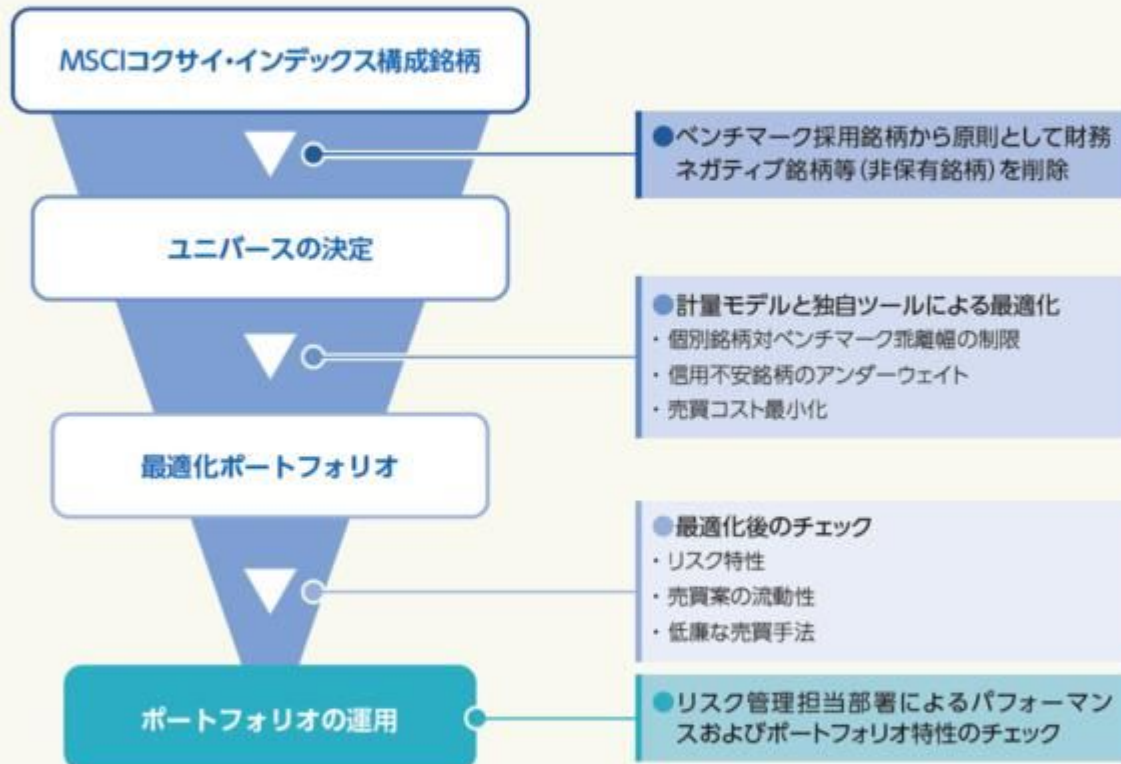 MSCIコクサイ・インデックス構成銘柄
●ベンチマーク採用銘柄から原則として財務
ネガティブ銘柄等(非保有銘柄)を削除
ユニバースの決定
●計量モデルと独自ツールによる最適化
・個別銘柄対ベンチマーク乖離幅の制限
・信用不安銘柄のアンダーウェイト
・売買コスト最小化
最適化ポートフォリオ
●最適化後のチェック
・リスク特性
・売買案の流動性
・低廉な売買手法
ポートフォリオの運用
●リスク管理担当部署によるパフォーマン
スおよびポートフォリオ特性のチェック